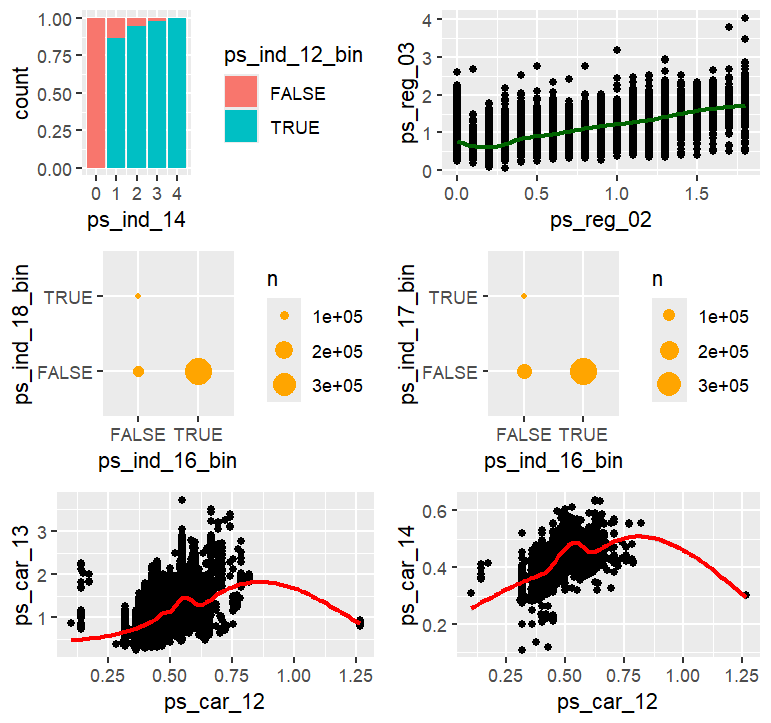 1.00
0.75
0.50
0.25
0.00
count
0 1 2 3 4
ps_ind_14
ps_ind_12_bin
FALSE
TRUE
4
3
2
1
0
ps_reg_03
0.0 0.5 1.0 1.5
ps_reg_02
TRUE
FALSE
ps_ind_18_bin
FALSE TRUE
ps_ind_16_bin
n
1e+05
2e+05
3e+05
TRUE
FALSE
ps_ind_17_bin
FALSE TRUE
ps_ind_16_bin
n
1e+05
2e+05
3e+05
3
2
1
ps_car_13
0.25 0.50 0.75 1.00 1.25
ps_car_12
0.6
0.4
0.2
ps_car_14
0.25 0.50 0.75 1.00 1.25
ps_car_12